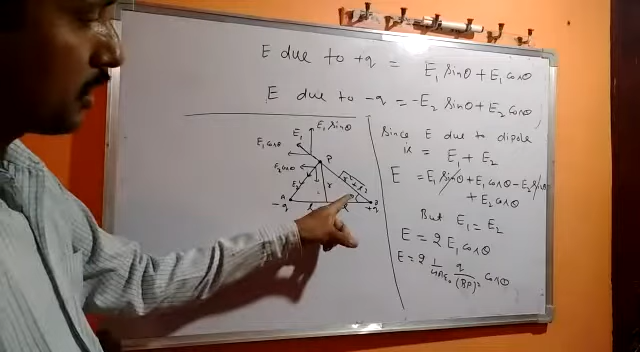 E due to +q = E₁ sinθ + E₁ cosθ
E due to -q = -E₂ sinθ + E₂ cosθ
E₁ sinθ
E₁
E₁ cosθ
P
E₂ cosθ
E₂
r
A
-q
l
B
+q
Since E due to dipole
is = E₁ + E₂
E = E₁ sinθ + E₁ cosθ - E₂ sinθ
+ E₂ cosθ
But E₁ = E₂
E = 2 E₁ cosθ
E = 2 1/4πε₀ q/(BP)² cosθ